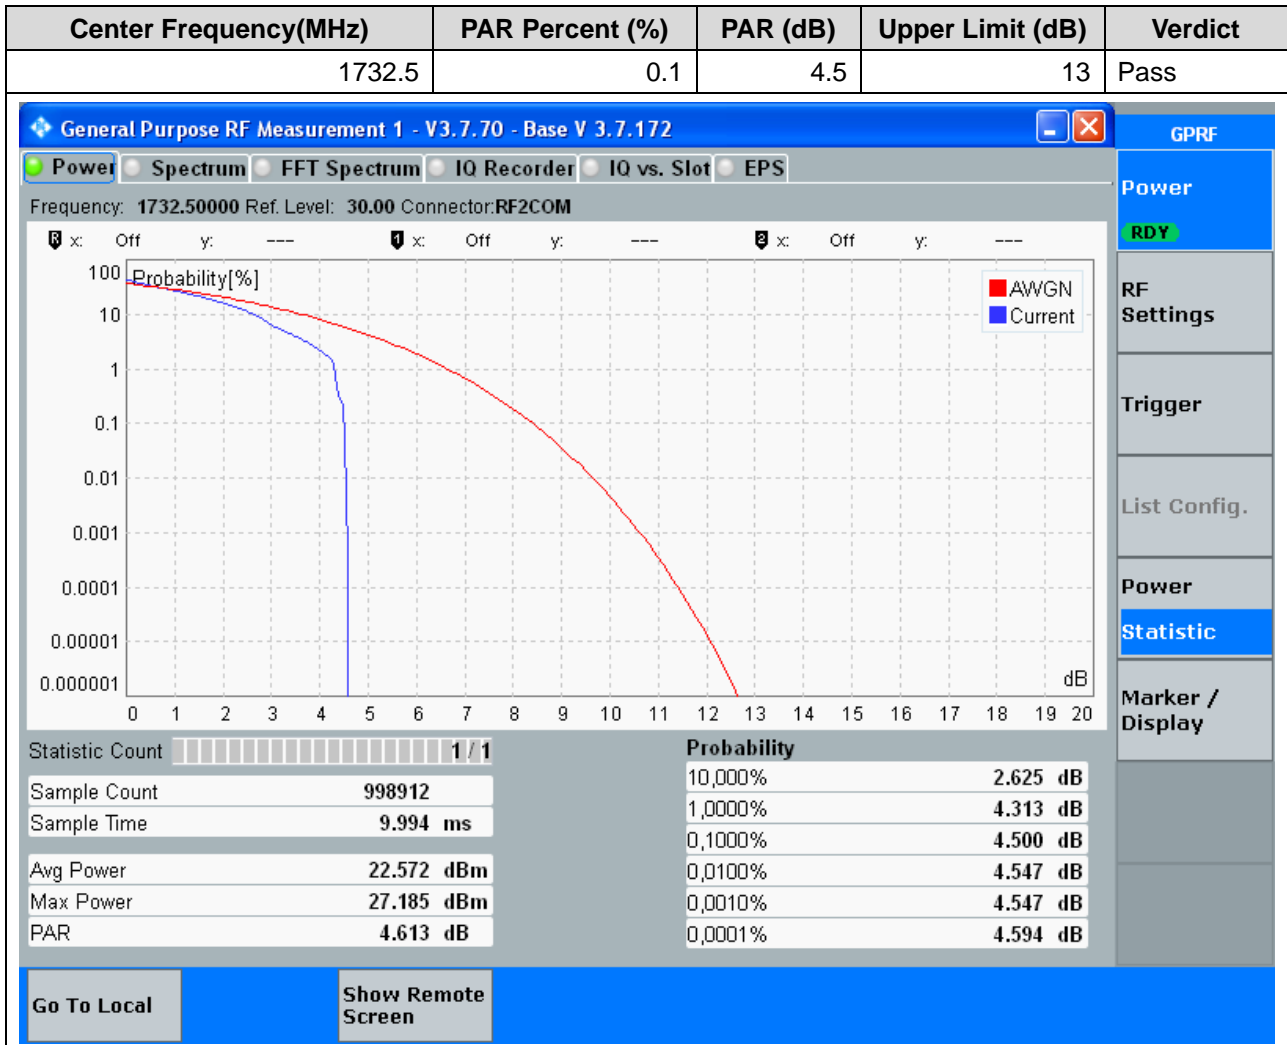 Center Frequency(MHz) PAR Percent (%) PAR (dB) Upper Limit (dB) Verdict
1732.5 0.1 4.5 13 Pass
General Purpose RF Measurement 1 - V3.7.70 - Base V 3.7.172
GPRF
Power Spectrum FFT Spectrum IQ Recorder IQ vs. Slot EPS
Power
RDY
Frequency: 1732.50000 Ref. Level: 30.00 Connector:RF2COM
R x: Off y: --- 1 x: Off y: --- 2 x: Off y: ---
Probability[%]
AWGN
Current
100
10
1
0.1
0.01
0.001
0.0001
0.00001
0.000001
dB
0 1 2 3 4 5 6 7 8 9 10 11 12 13 14 15 16 17 18 19 20
RF
Settings
Trigger
List Config.
Power
Statistic
Marker /
Display
Statistic Count 1 / 1
Sample Count 998912
Sample Time 9.994 ms
Avg Power 22.572 dBm
Max Power 27.185 dBm
PAR 4.613 dB
Probability
10,000% 2.625 dB
1,0000% 4.313 dB
0,1000% 4.500 dB
0,0100% 4.547 dB
0,0010% 4.547 dB
0,0001% 4.594 dB
Go To Local
Show Remote
Screen